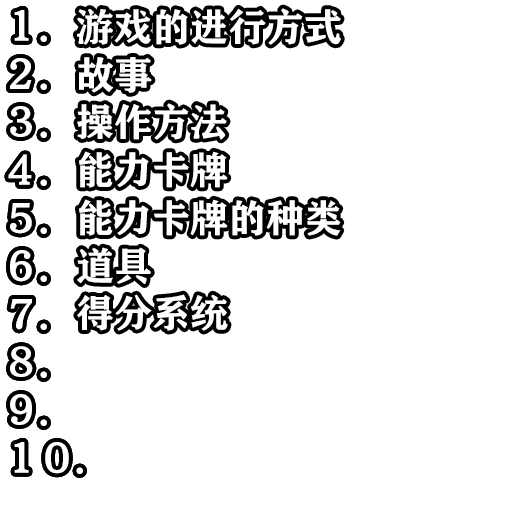 1. 游戏的进行方式
2. 故事
3. 操作方法
4. 能力卡牌
5. 能力卡牌的种类
6. 道具
7. 得分系统
8.
9.
10.